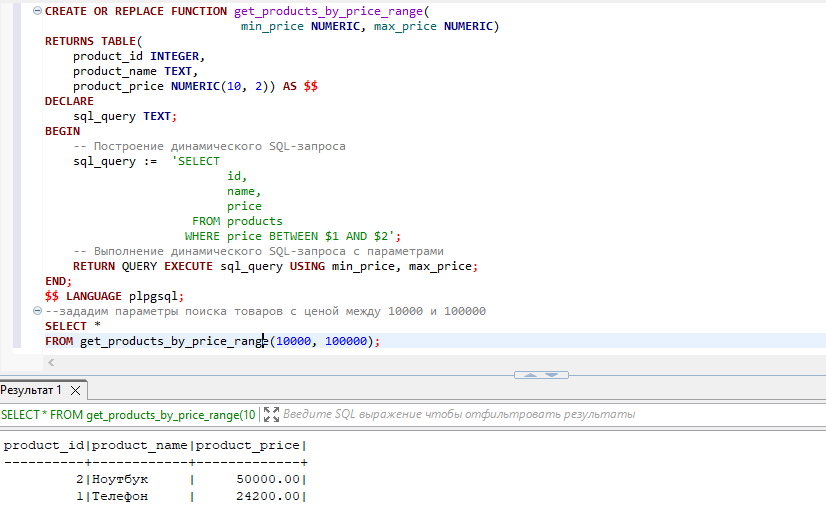 CREATE OR REPLACE FUNCTION get_products_by_price_range(
min_price NUMERIC, max_price NUMERIC)
RETURNS TABLE(
product_id INTEGER,
product_name TEXT,
product_price NUMERIC(10, 2)) AS $$
DECLARE
sql_query TEXT;
BEGIN
-- Построение динамического SQL-запроса
sql_query :=  'SELECT
id,
name,
price
FROM products
WHERE price BETWEEN $1 AND $2';
-- Выполнение динамического SQL-запроса с параметрами
RETURN QUERY EXECUTE sql_query USING min_price, max_price;
END;
$$ LANGUAGE plpgsql;
--зададим параметры поиска товаров с ценой между 10000 и 100000
SELECT *
FROM get_products_by_price_range(10000, 100000);
Результат 1
SELECT * FROM get_products_by_price_range(10 Введите SQL выражение чтобы отфильтровать результаты
product_id|product_name|product_price|
----------+------------+-------------+
2|Ноутбук     |     50000.00|
1|Телефон     |     24200.00|